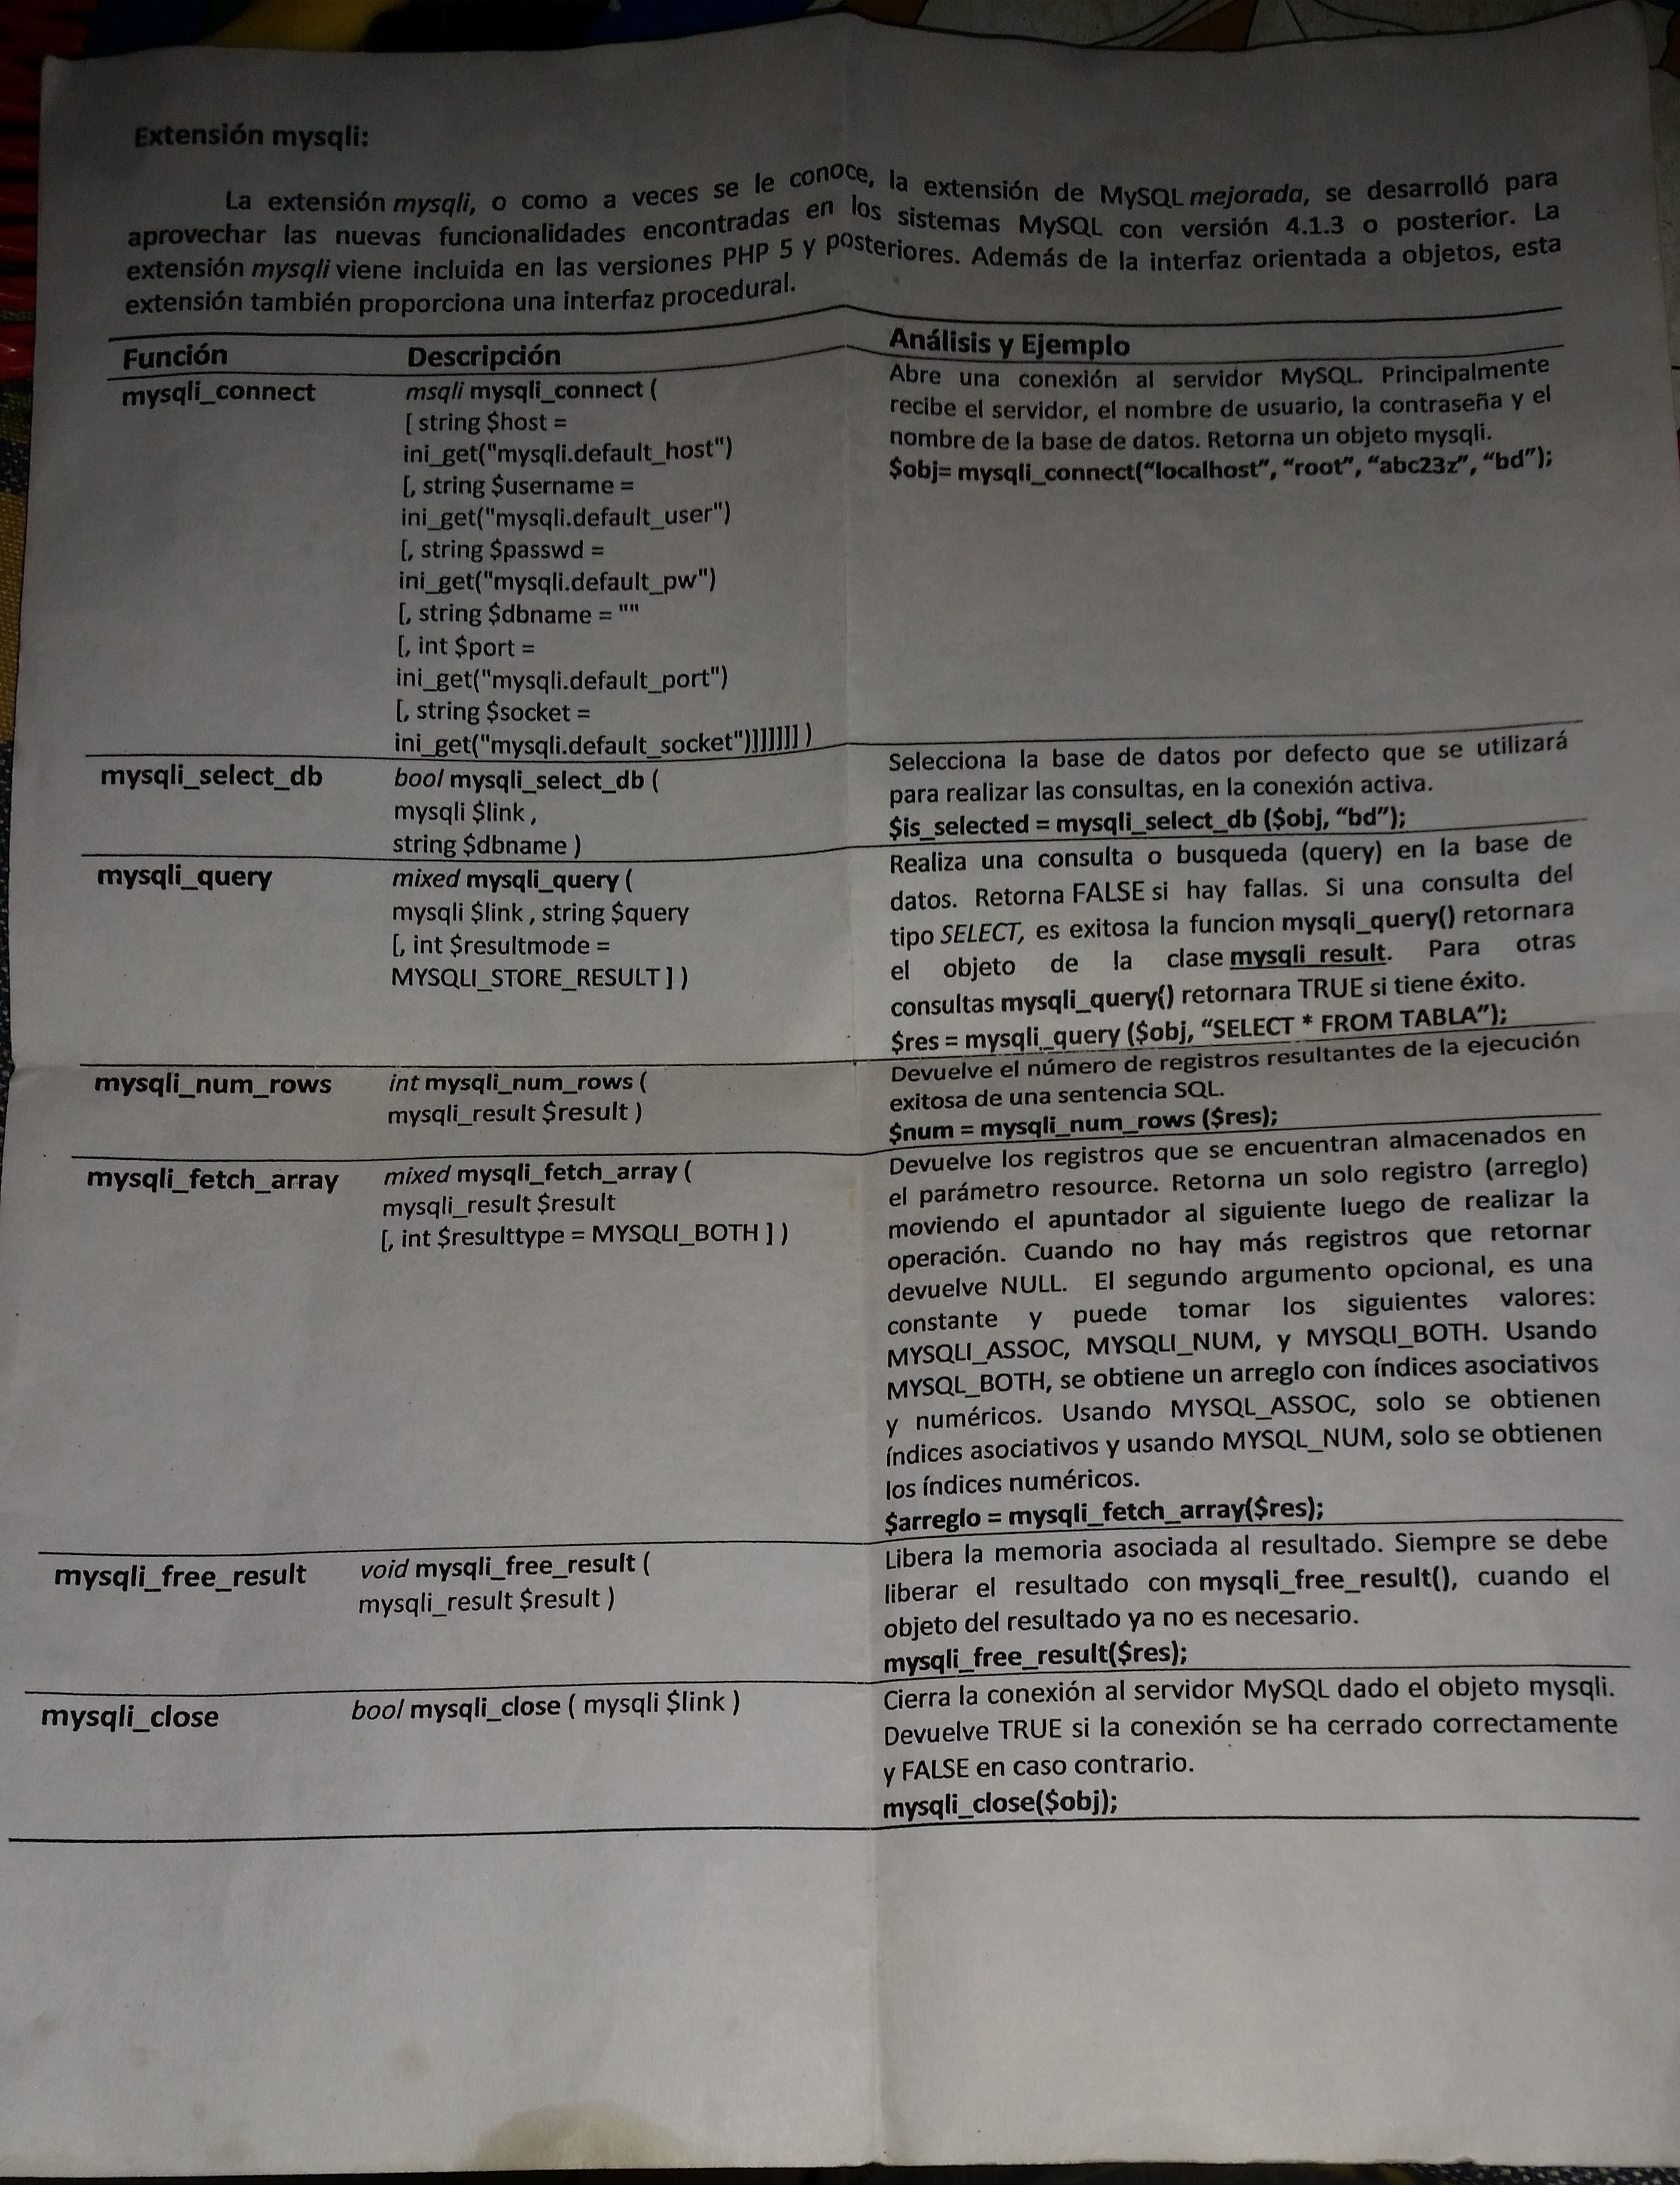 Extensión mysqli:
La extensión mysqli, o como a veces se le conoce, la extensión de MySQL mejorada, se desarrolló para
aprovechar las nuevas funcionalidades encontradas en los sistemas MySQL con versión 4.1.3 o posterior. La
extensión mysqli viene incluida en las versiones PHP 5 y posteriores. Además de la interfaz orientada a objetos, esta
extensión también proporciona una interfaz procedural.
Función
Descripción
Análisis y Ejemplo
mysqli_connect
msqli mysqli_connect (
[ string $host =
ini_get("mysqli.default_host")
[, string $username =
ini_get("mysqli.default_user")
[, string $passwd =
ini_get("mysqli.default_pw")
[, string $dbname = ""
[, int $port =
ini_get("mysqli.default_port")
[, string $socket =
ini_get("mysqli.default_socket")]]]]]]] )
Abre una conexión al servidor MySQL. Principalmente
recibe el servidor, el nombre de usuario, la contraseña y el
nombre de la base de datos. Retorna un objeto mysqli.
$obj= mysqli_connect(“localhost”, “root”, “abc23z”, “bd”);
mysqli_select_db
bool mysqli_select_db (
mysqli $link ,
string $dbname )
Selecciona la base de datos por defecto que se utilizará
para realizar las consultas, en la conexión activa.
$is_selected = mysqli_select_db ($obj, “bd”);
mysqli_query
mixed mysqli_query (
mysqli $link , string $query
[, int $resultmode =
MYSQLI_STORE_RESULT ] )
Realiza una consulta o busqueda (query) en la base de
datos. Retorna FALSE si hay fallas. Si una consulta del
tipo SELECT, es exitosa la funcion mysqli_query() retornara
el objeto de la clase mysqli_result. Para otras
consultas mysqli_query() retornara TRUE si tiene éxito.
$res = mysqli_query ($obj, “SELECT * FROM TABLA”);
mysqli_num_rows
int mysqli_num_rows (
mysqli_result $result )
Devuelve el número de registros resultantes de la ejecución
exitosa de una sentencia SQL.
$num = mysqli_num_rows ($res);
mysqli_fetch_array
mixed mysqli_fetch_array (
mysqli_result $result
[, int $resulttype = MYSQLI_BOTH ] )
Devuelve los registros que se encuentran almacenados en
el parámetro resource. Retorna un solo registro (arreglo)
moviendo el apuntador al siguiente luego de realizar la
operación. Cuando no hay más registros que retornar
devuelve NULL. El segundo argumento opcional, es una
constante y puede tomar los siguientes valores:
MYSQLI_ASSOC, MYSQLI_NUM, y MYSQLI_BOTH. Usando
MYSQL_BOTH, se obtiene un arreglo con índices asociativos
y numéricos. Usando MYSQL_ASSOC, solo se obtienen
índices asociativos y usando MYSQL_NUM, solo se obtienen
los índices numéricos.
$arreglo = mysqli_fetch_array($res);
mysqli_free_result
void mysqli_free_result (
mysqli_result $result )
Libera la memoria asociada al resultado. Siempre se debe
liberar el resultado con mysqli_free_result(), cuando el
objeto del resultado ya no es necesario.
mysqli_free_result($res);
mysqli_close
bool mysqli_close ( mysqli $link )
Cierra la conexión al servidor MySQL dado el objeto mysqli.
Devuelve TRUE si la conexión se ha cerrado correctamente
y FALSE en caso contrario.
mysqli_close($obj);